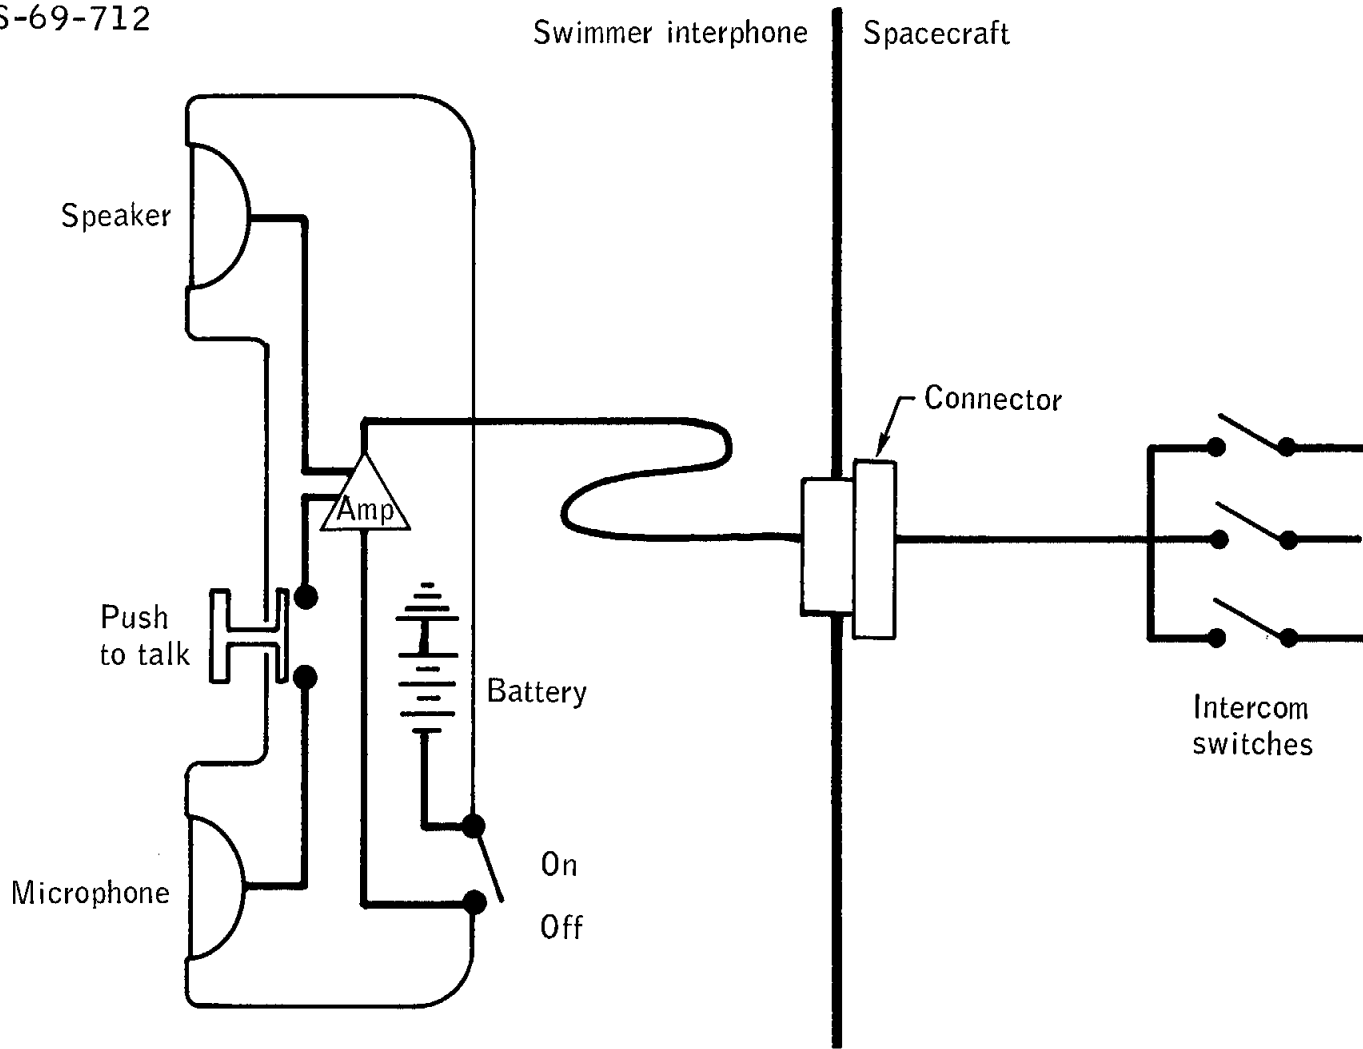 S-69-712
Swimmer interphone
Spacecraft
Speaker
Connector
Amp
Push
to talk
Battery
Intercom
switches
On
Microphone
Off